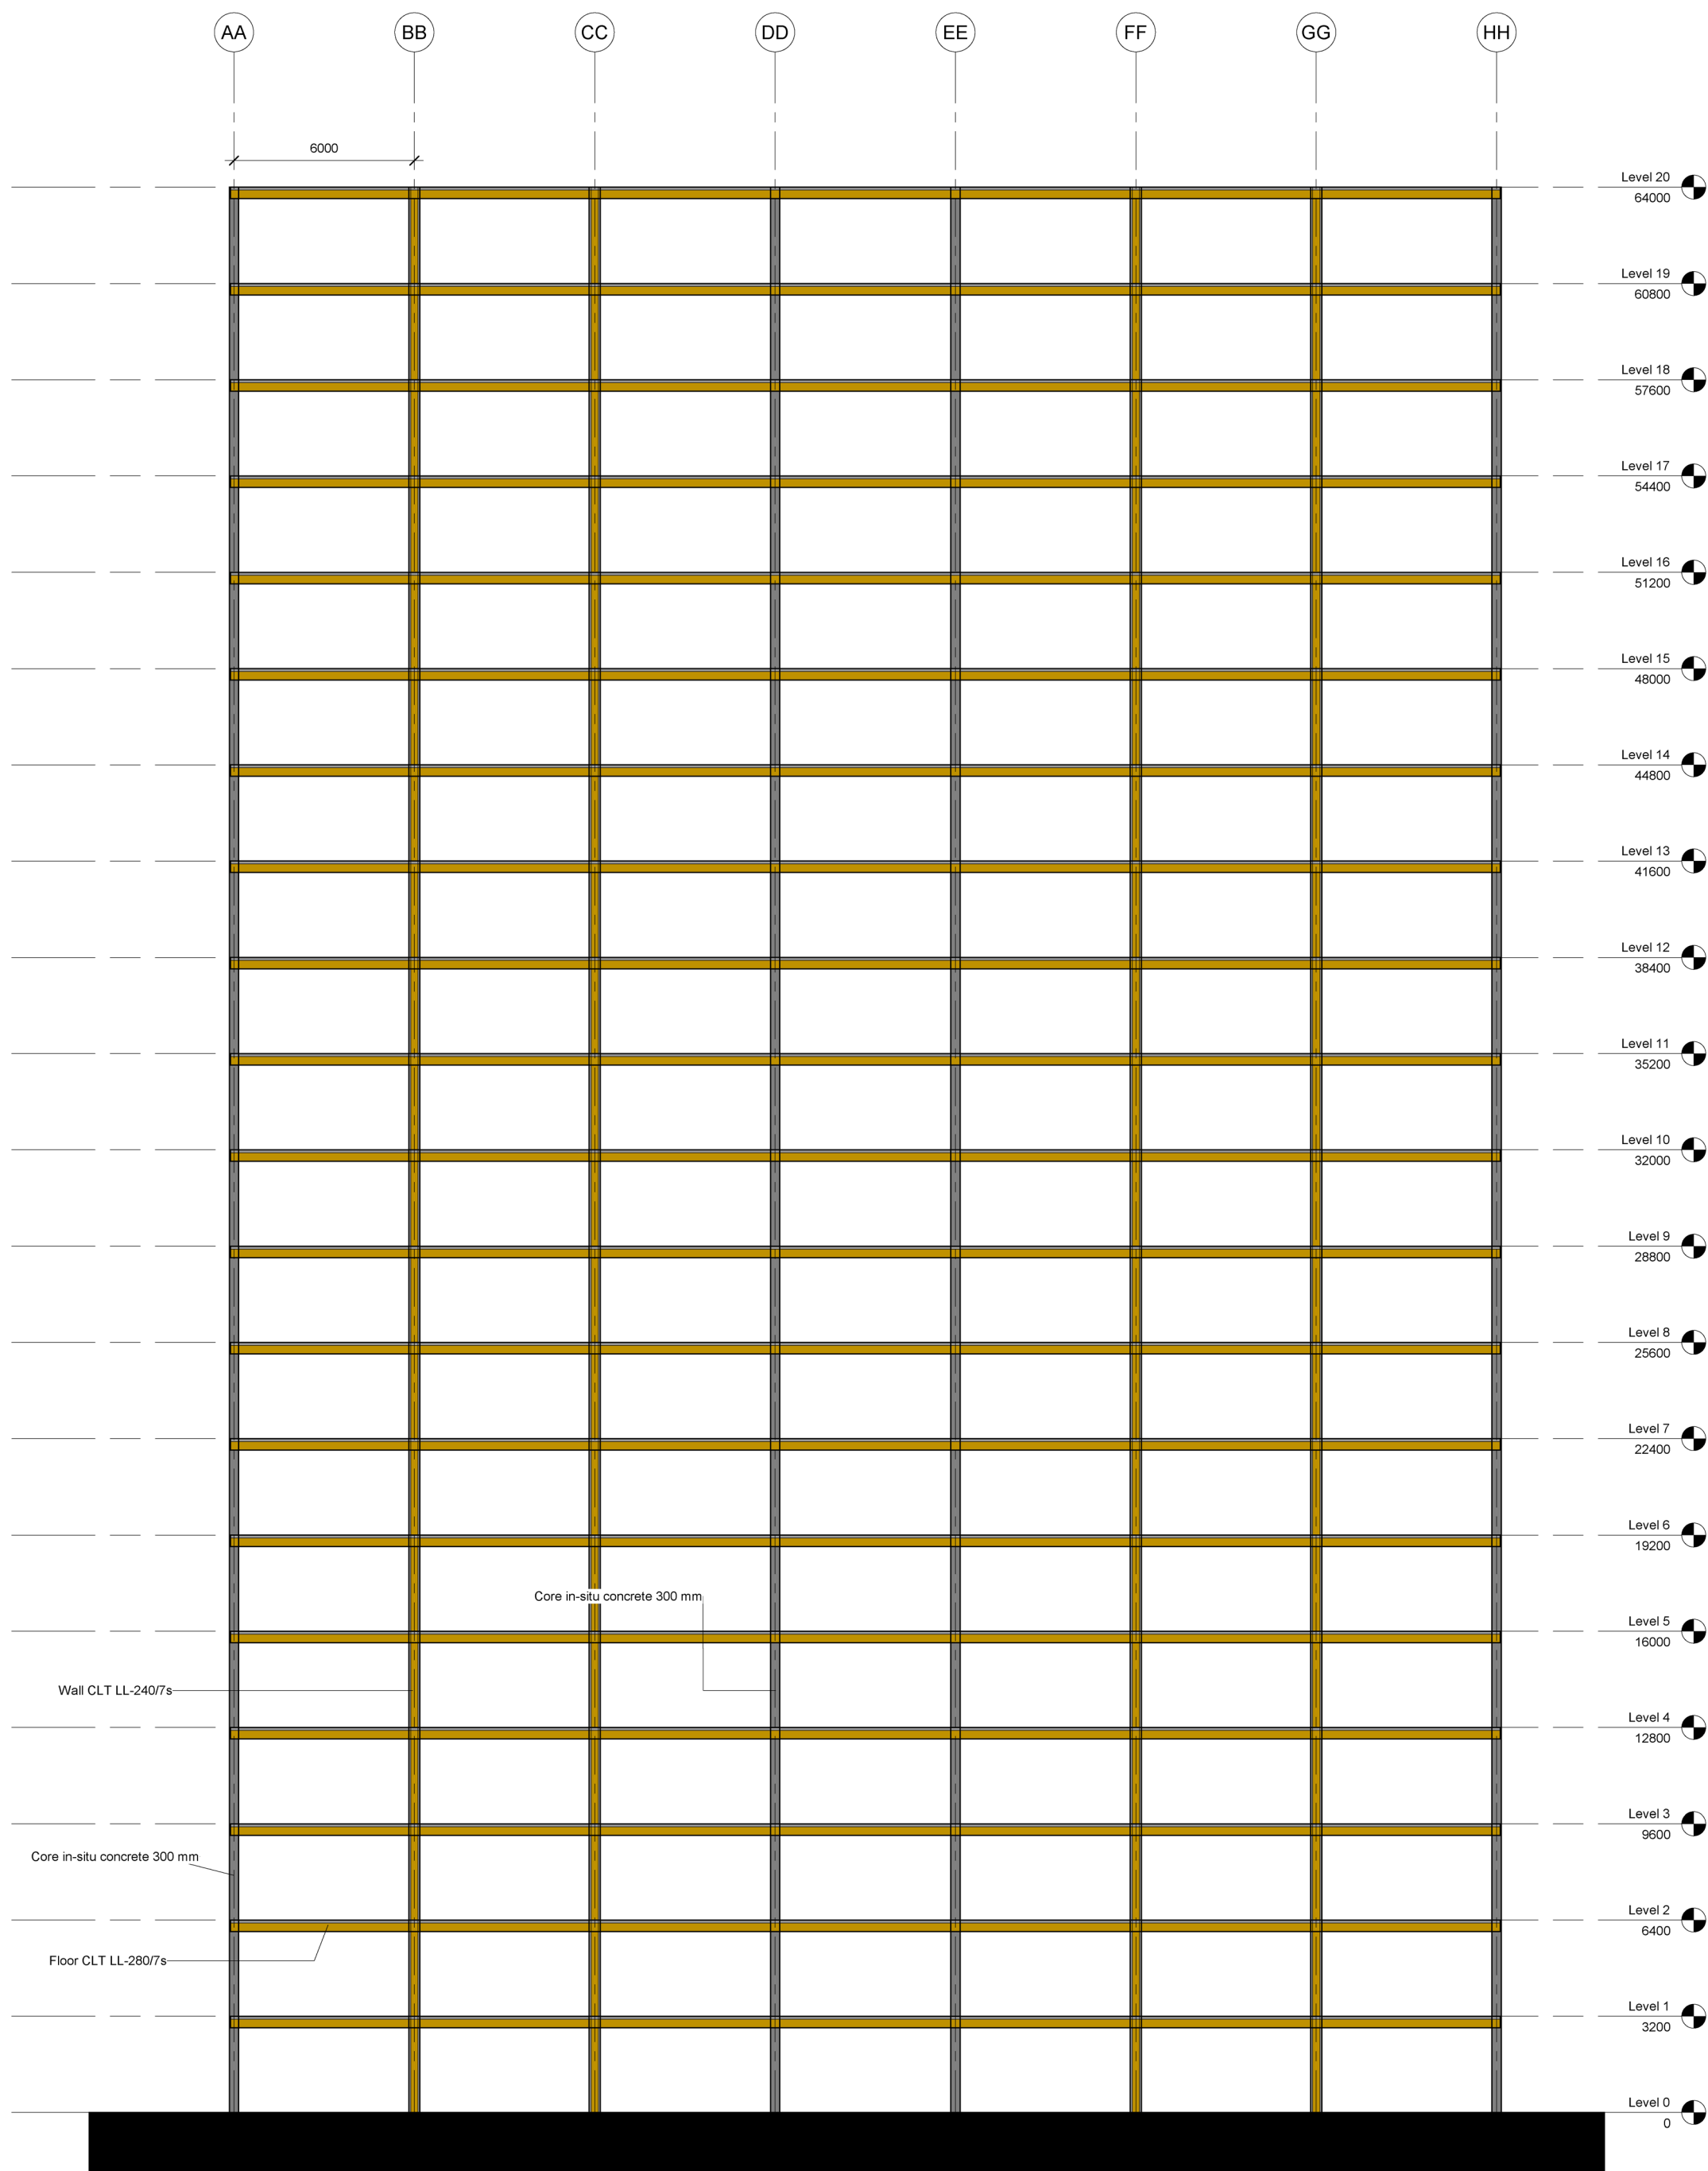 AA BB CC DD EE FF GG HH
6000
Level 20
64000
Level 19
60800
Level 18
57600
Level 17
54400
Level 16
51200
Level 15
48000
Level 14
44800
Level 13
41600
Level 12
38400
Level 11
35200
Level 10
32000
Level 9
28800
Level 8
25600
Level 7
22400
Level 6
19200
Core in-situ concrete 300 mm
Level 5
16000
Wall CLT LL-240/7s
Level 4
12800
Level 3
9600
Core in-situ concrete 300 mm
Level 2
6400
Floor CLT LL-280/7s
Level 1
3200
Level 0
0